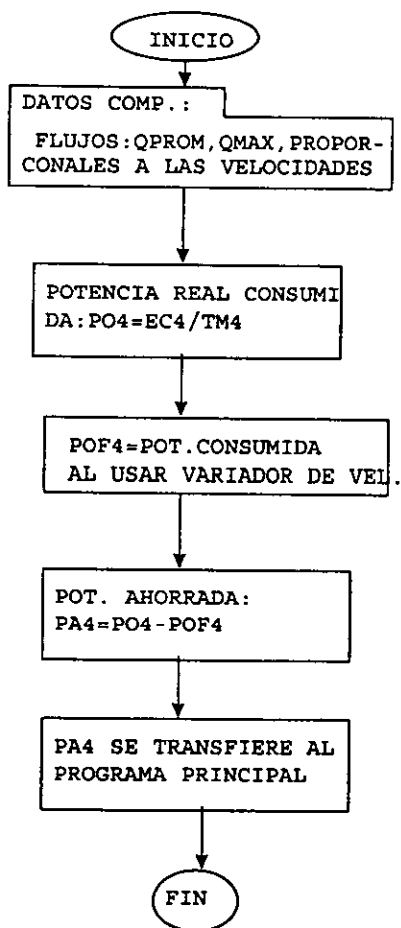 INICIO
DATOS COMP.:
FLUJOS:QPROM,QMAX,PROPOR-
CONALES A LAS VELOCIDADES
POTENCIA REAL CONSUMI
DA:PO4=EC4/TM4
POF4=POT.CONSUMIDA
AL USAR VARIADOR DE VEL.
POT. AHORRADA:
PA4=PO4-POF4
PA4 SE TRANSFIERE AL
PROGRAMA PRINCIPAL
FIN